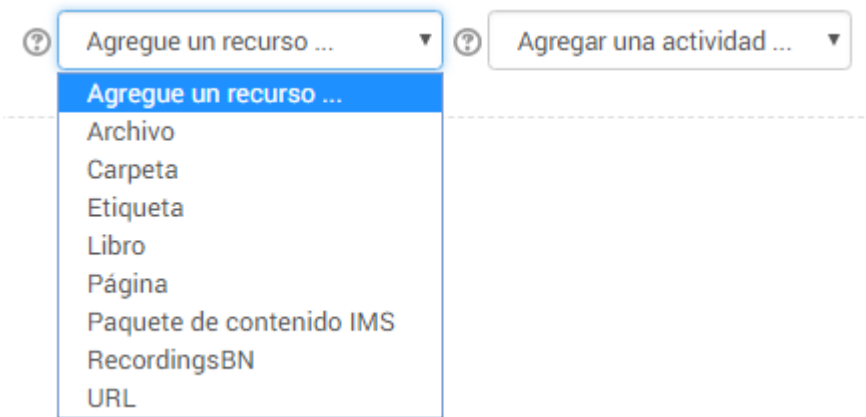 Agregue un recurso ... Agregar una actividad ...
Agregue un recurso ...
Archivo
Carpeta
Etiqueta
Libro
Página
Paquete de contenido IMS
RecordingsBN
URL